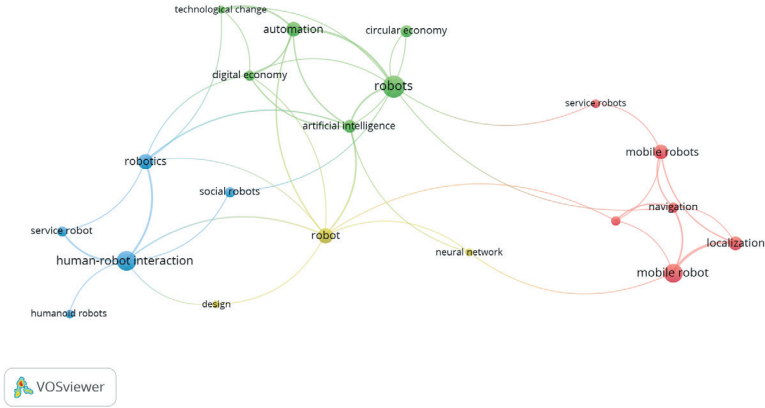 technological change
automation
circular economy
digital economy
robots
service robots
artificial intelligence
mobile robots
robotics
social robots
navigation
service robot
robot
localization
neural network
human-robot interaction
mobile robot
design
humanoid robots
VOSviewer